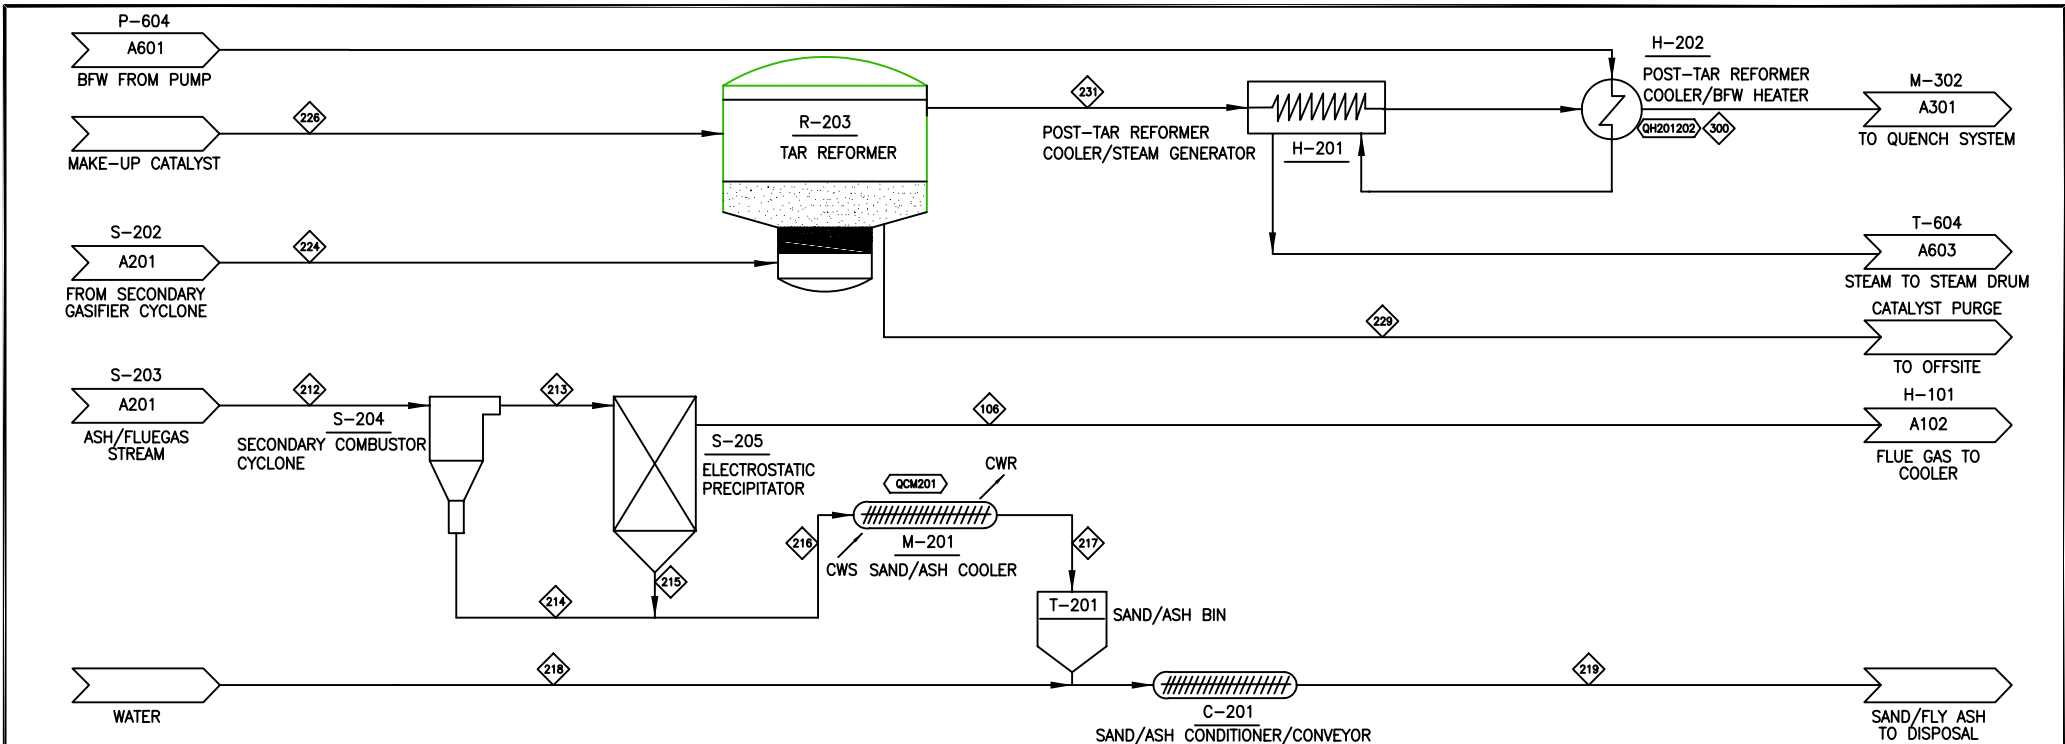 P-604
A601
BFW FROM PUMP
226
MAKE-UP CATALYST
S-202
A201
224
FROM SECONDARY
GASIFIER CYCLONE
R-203
TAR REFORMER
231
POST-TAR REFORMER
COOLER/STEAM GENERATOR
H-201
H-202
POST-TAR REFORMER
COOLER/BFW HEATER
QH201202
300
M-302
A301
TO QUENCH SYSTEM
T-604
A603
STEAM TO STEAM DRUM
CATALYST PURGE
229
TO OFFSITE
S-203
A201
ASH/FLUEGAS
STREAM
212
S-204
SECONDARY COMBUSTOR
CYCLONE
213
S-205
ELECTROSTATIC
PRECIPITATOR
106
H-101
A102
FLUE GAS TO
COOLER
214
215
216
QCM201
CWR
M-201
CWS SAND/ASH COOLER
217
T-201
SAND/ASH BIN
218
WATER
C-201
SAND/ASH CONDITIONER/CONVEYOR
219
SAND/FLY ASH
TO DISPOSAL